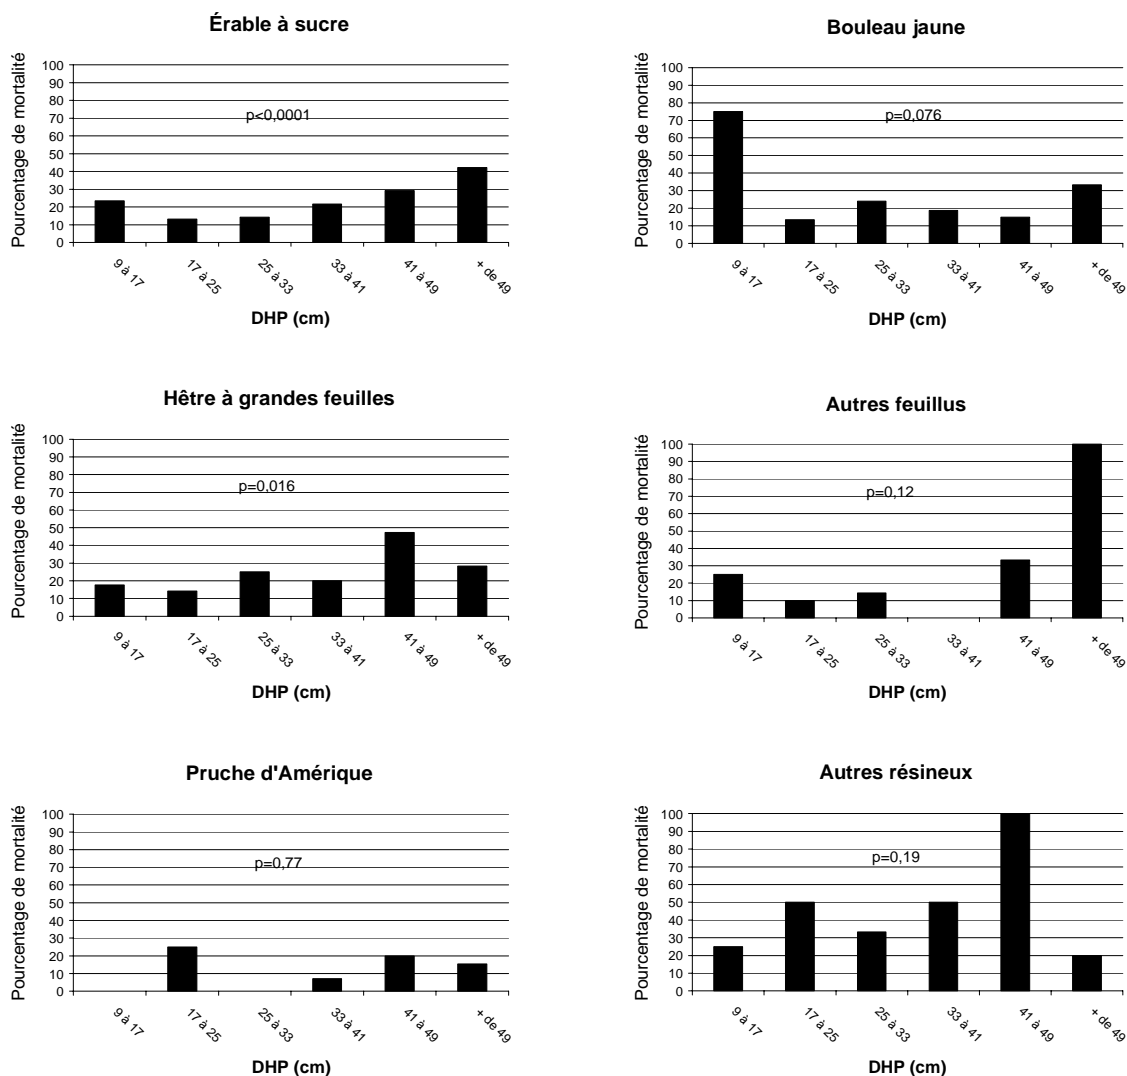 Érable à sucre
Pourcentage de mortalité
100
90
80
70
60
50
40
30
20
10
0
p<0,0001
9 à 17
17 à 25
25 à 33
33 à 41
41 à 49
+ de 49
DHP (cm)
Bouleau jaune
Pourcentage de mortalité
100
90
80
70
60
50
40
30
20
10
0
p=0,076
9 à 17
17 à 25
25 à 33
33 à 41
41 à 49
+ de 49
DHP (cm)
Hêtre à grandes feuilles
Pourcentage de mortalité
100
90
80
70
60
50
40
30
20
10
0
p=0,016
9 à 17
17 à 25
25 à 33
33 à 41
41 à 49
+ de 49
DHP (cm)
Autres feuillus
Pourcentage de mortalité
100
90
80
70
60
50
40
30
20
10
0
p=0,12
9 à 17
17 à 25
25 à 33
33 à 41
41 à 49
+ de 49
DHP (cm)
Pruche d'Amérique
Pourcentage de mortalité
100
90
80
70
60
50
40
30
20
10
0
p=0,77
9 à 17
17 à 25
25 à 33
33 à 41
41 à 49
+ de 49
DHP (cm)
Autres résineux
Pourcentage de mortalité
100
90
80
70
60
50
40
30
20
10
0
p=0,19
9 à 17
17 à 25
25 à 33
33 à 41
41 à 49
+ de 49
DHP (cm)